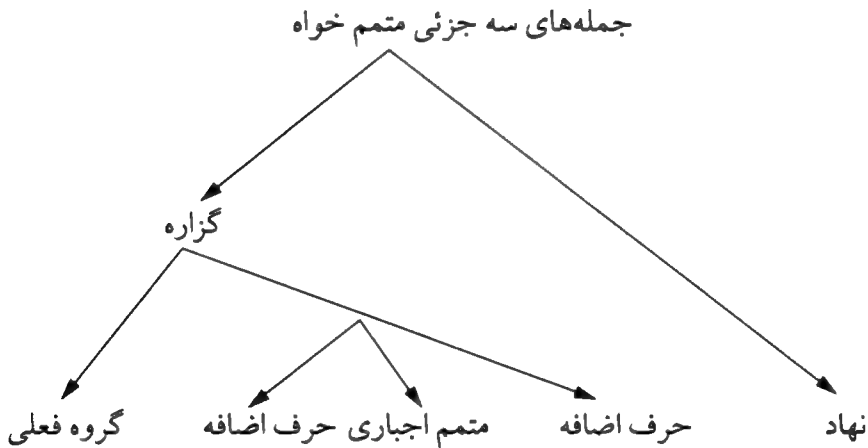 جمله‌های سه جزئی متمم خواه
گزاره
نهاد حرف اضافه متمم اجباری حرف اضافه گروه فعلی